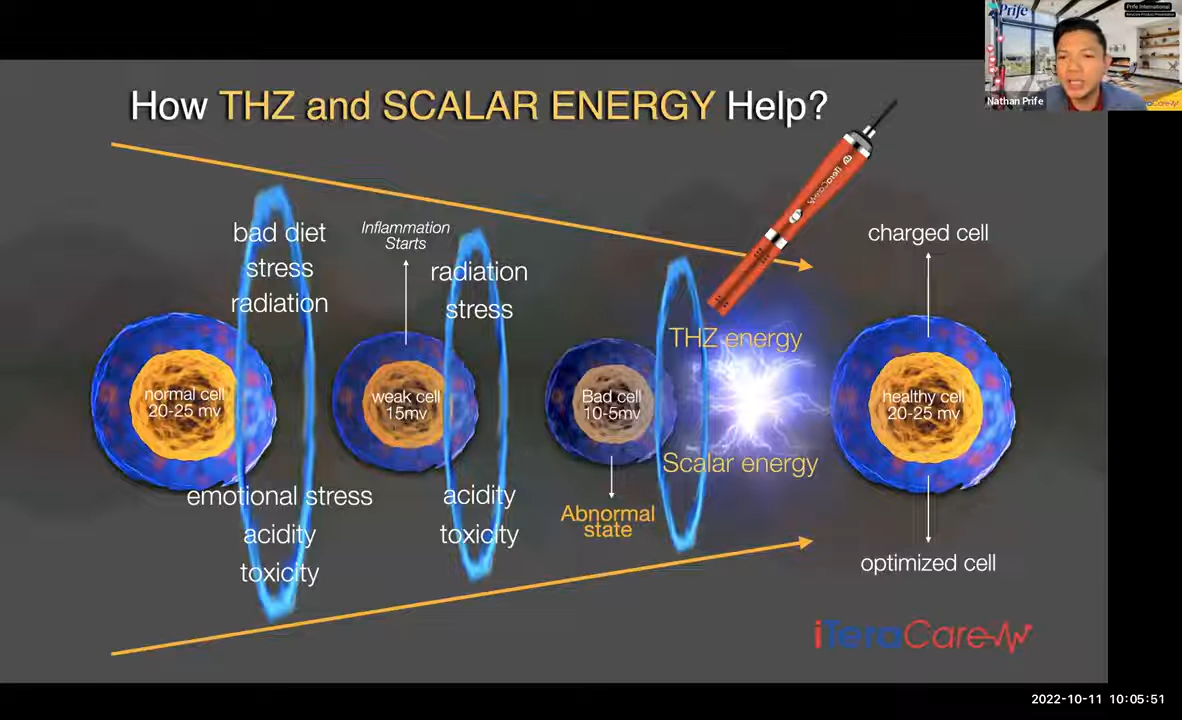 Prife
Prife International
Nathan Prife
How THZ and SCALAR ENERGY Help?
bad diet
stress
radiation
Inflammation
Starts
radiation
stress
charged cell
THZ energy
normal cell
20-25 mv
weak cell
15mv
Bad cell
10-5mv
healthy cell
20-25 mv
Scalar energy
emotional stress
acidity
toxicity
acidity
toxicity
Abnormal
state
optimized cell
iTeraCare
2022-10-11 10:05:51